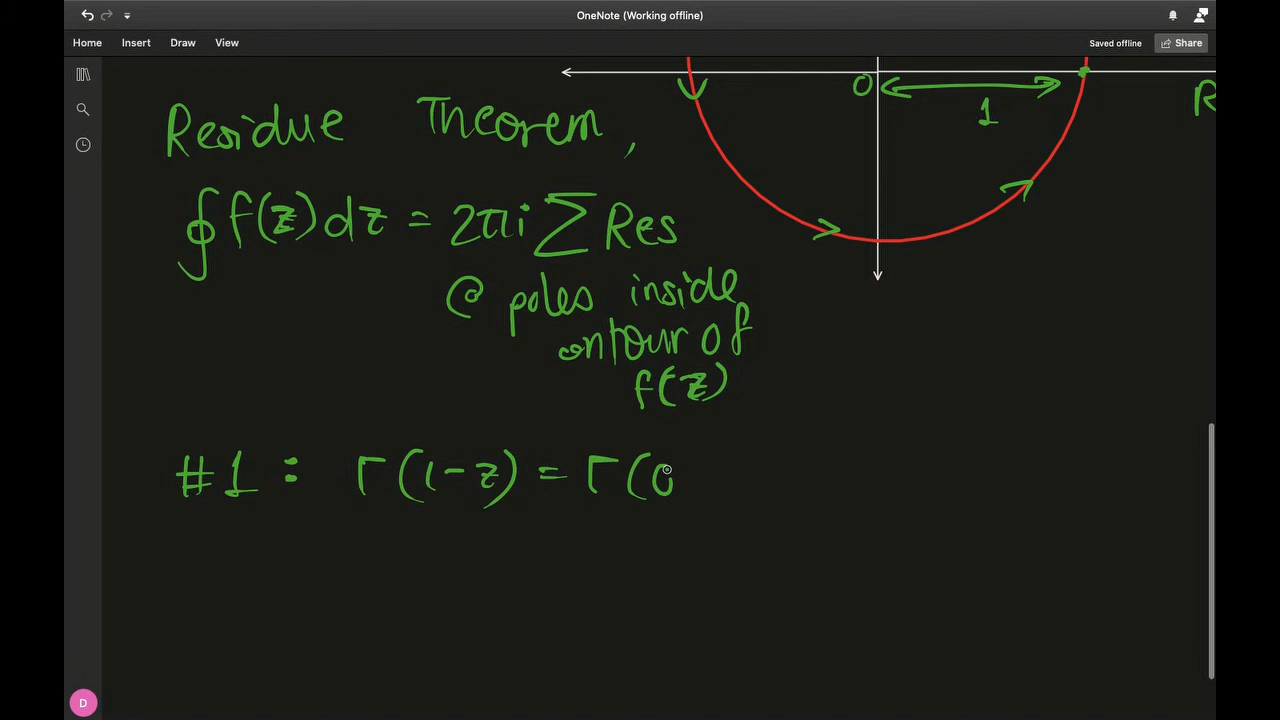 OneNote (Working offline)
Home Insert Draw View
Saved offline Share
0
1
R
Residue Theorem,
∮ f(z) dz = 2πi ∑ Res
@ poles inside
contour of
f(z)
#1 : Γ(1-z) = Γ(0
D